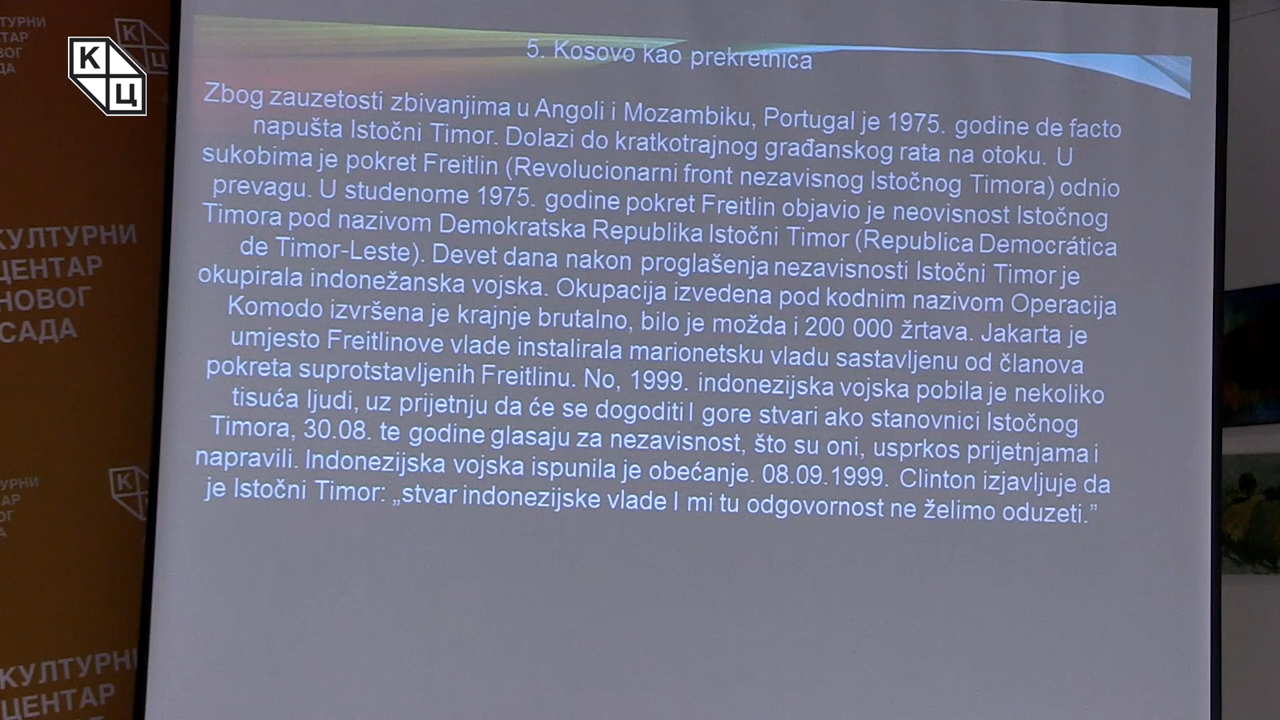 КУЛТУРНИ
ЦЕНТАР
НОВОГ
САДА
К
Ц
5. Kosovo kao prekretnica
Zbog zauzetosti zbivanjima u Angoli i Mozambiku, Portugal je 1975. godine de facto
napušta Istočni Timor. Dolazi do kratkotrajnog građanskog rata na otoku. U
sukobima je pokret Freitlin (Revolucionarni front nezavisnog Istočnog Timora) odnio
prevagu. U studenome 1975. godine pokret Freitlin objavio je neovisnost Istočnog
Timora pod nazivom Demokratska Republika Istočni Timor (Republica Democrática
de Timor-Leste). Devet dana nakon proglašenja nezavisnosti Istočni Timor je
okupirala indonežanska vojska. Okupacija izvedena pod kodnim nazivom Operacija
Komodo izvršena je krajnje brutalno, bilo je možda i 200 000 žrtava. Jakarta je
umjesto Freitlinove vlade instalirala marionetsku vladu sastavljenu od članova
pokreta suprotstavljenih Freitlinu. No, 1999. indonezijska vojska pobila je nekoliko
tisuća ljudi, uz prijetnju da će se dogoditi I gore stvari ako stanovnici Istočnog
Timora, 30.08. te godine glasaju za nezavisnost, što su oni, usprkos prijetnjama i
napravili. Indonezijska vojska ispunila je obećanje. 08.09.1999. Clinton izjavljuje da
je Istočni Timor: „stvar indonezijske vlade I mi tu odgovornost ne želimo oduzeti.”
КУЛТУРНИ
ЦЕНТАР